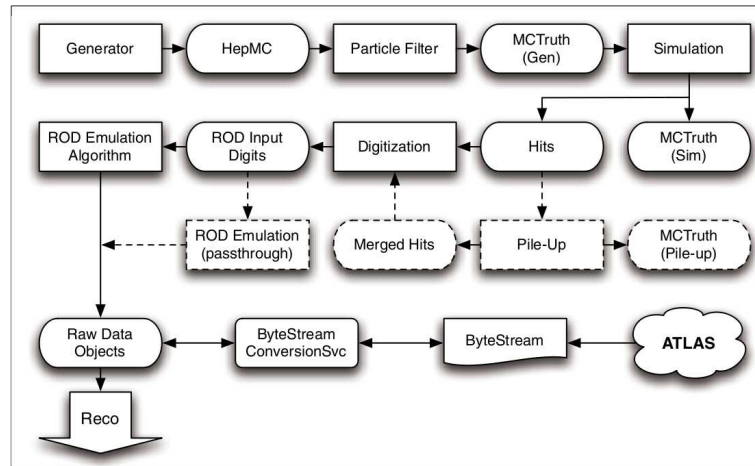 Generator
HepMC
Particle Filter
MCTruth
(Gen)
Simulation
ROD Emulation
Algorithm
ROD Input
Digits
Digitization
Hits
MCTruth
(Sim)
ROD Emulation
(passthrough)
Merged Hits
Pile-Up
MCTruth
(Pile-up)
Raw Data
Objects
ByteStream
ConversionSvc
ByteStream
ATLAS
Reco